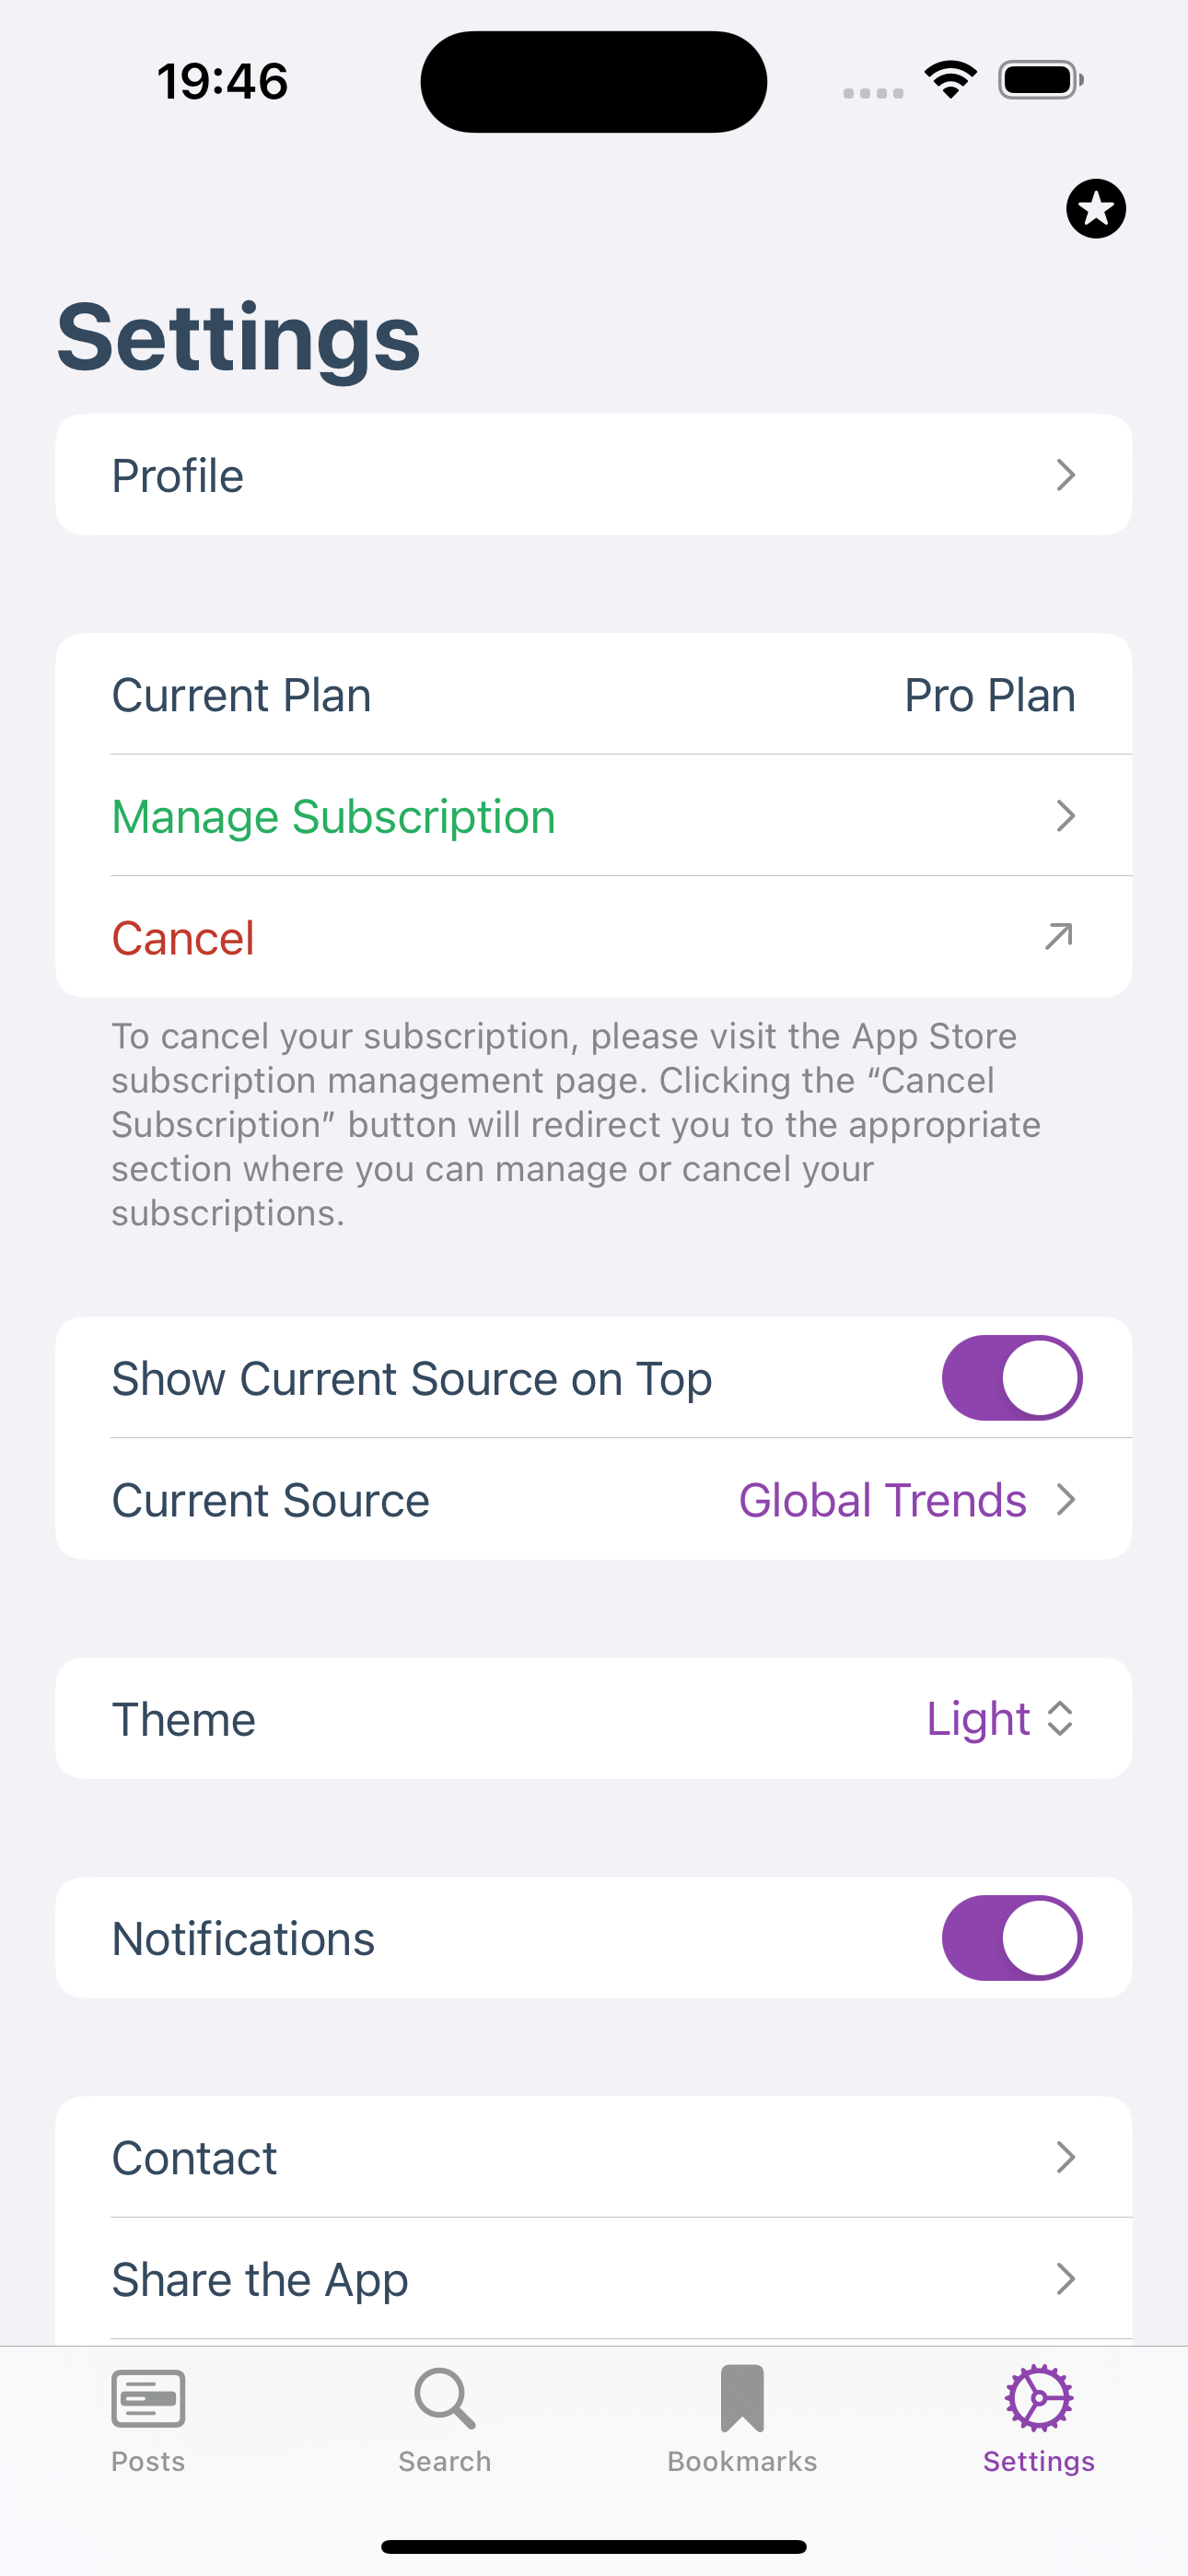 19:46
Settings
Profile
Current Plan Pro Plan
Manage Subscription
Cancel
To cancel your subscription, please visit the App Store
subscription management page. Clicking the “Cancel
Subscription” button will redirect you to the appropriate
section where you can manage or cancel your
subscriptions.
Show Current Source on Top
Current Source Global Trends
Theme Light
Notifications
Contact
Share the App
Posts Search Bookmarks Settings